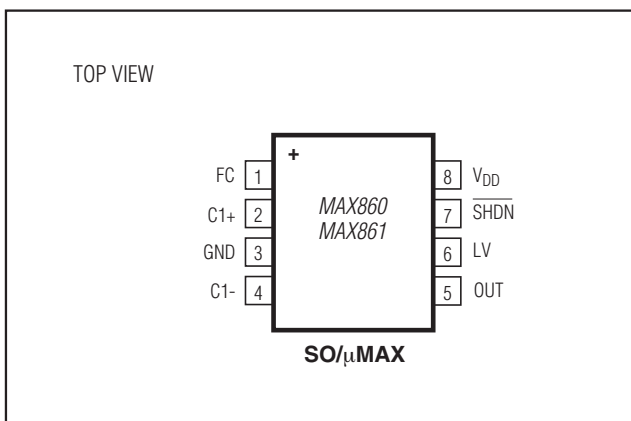 TOP VIEW
+
FC 1
C1+ 2
GND 3
C1- 4
MAX860
MAX861
8 VDD
7 SHDN
6 LV
5 OUT
SO/µMAX